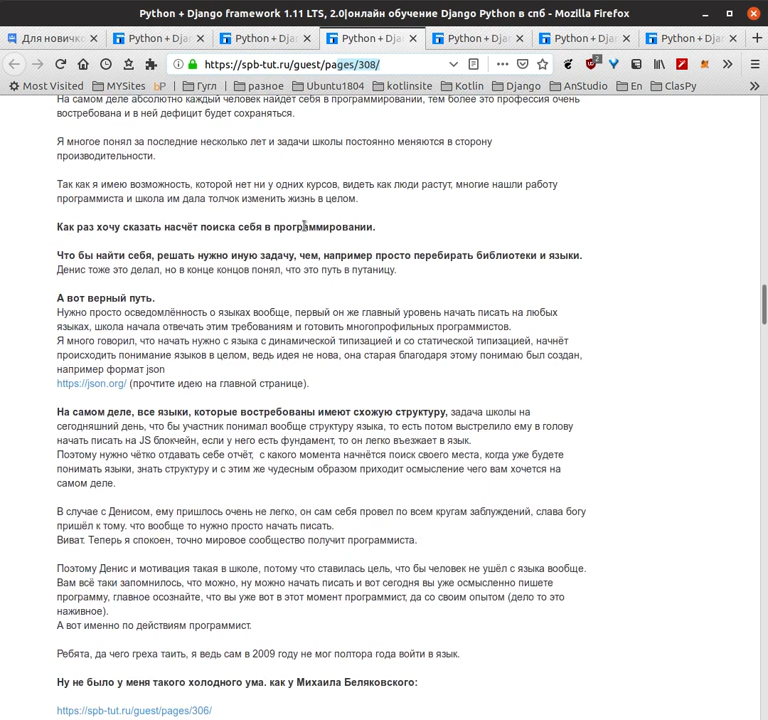 Python + Django framework 1.11 LTS, 2.0|онлайн обучение Django Python в спб - Mozilla Firefox
Для новичко
Python + Dja
Python + Dja
Python + Djan
Python + Djan
Python + Djan
Python + Djan
https://spb-tut.ru/guest/pages/308/
2
Most Visited
MYSites
bP
Гугл
разное
Ubuntu1804
kotlinsite
Kotlin
Django
AnStudio
En
ClasPy
На самом деле абсолютно каждый человек найдет себя в программировании, тем более это профессия очень
востребована и в ней дефицит будет сохраняться.
Я многое понял за последние несколько лет и задачи школы постоянно меняются в сторону
производительности.
Так как я имею возможность, которой нет ни у одних курсов, видеть как люди растут, многие нашли работу
программиста и школа им дала толчок изменить жизнь в целом.
Как раз хочу сказать насчёт поиска себя в программировании.
Что бы найти себя, решать нужно иную задачу, чем, например просто перебирать библиотеки и языки.
Денис тоже это делал, но в конце концов понял, что это путь в путаницу.
А вот верный путь.
Нужно просто осведомлённость о языках вообще, первый он же главный уровень начать писать на любых
языках, школа начала отвечать этим требованиям и готовить многопрофильных программистов.
Я много говорил, что начать нужно с языка с динамической типизацией и со статической типизацией, начнёт
происходить понимание языков в целом, ведь идея не нова, она старая благодаря этому понимаю был создан,
например формат json
https://json.org/ (прочтите идею на главной странице).
На самом деле, все языки, которые востребованы имеют схожую структуру, задача школы на
сегодняшний день, что бы участник понимал вообще структуру языка, то есть потом выстрелило ему в голову
начать писать на JS блокчейн, если у него есть фундамент, то он легко въезжает в язык.
Поэтому нужно чётко отдавать себе отчёт, с какого момента начнётся поиск своего места, когда уже будете
понимать языки, знать структуру и с этим же чудесным образом приходит осмысление чего вам хочется на
самом деле.
В случае с Денисом, ему пришлось очень не легко, он сам себя провел по всем кругам заблуждений, слава богу
пришёл к тому. что вообще то нужно просто начать писать.
Виват. Теперь я спокоен, точно мировое сообщество получит программиста.
Поэтому Денис и мотивация такая в школе, потому что ставилась цель, что бы человек не ушёл с языка вообще.
Вам всё таки запомнилось, что можно, ну можно начать писать и вот сегодня вы уже осмысленно пишете
программу, главное осознайте, что вы уже вот в этот момент программист, да со своим опытом (дело то это
наживное).
А вот именно по действиям программист.
Ребята, да чего греха таить, я ведь сам в 2009 году не мог полтора года войти в язык.
Ну не было у меня такого холодного ума. как у Михаила Беляковского:
https://spb-tut.ru/guest/pages/306/